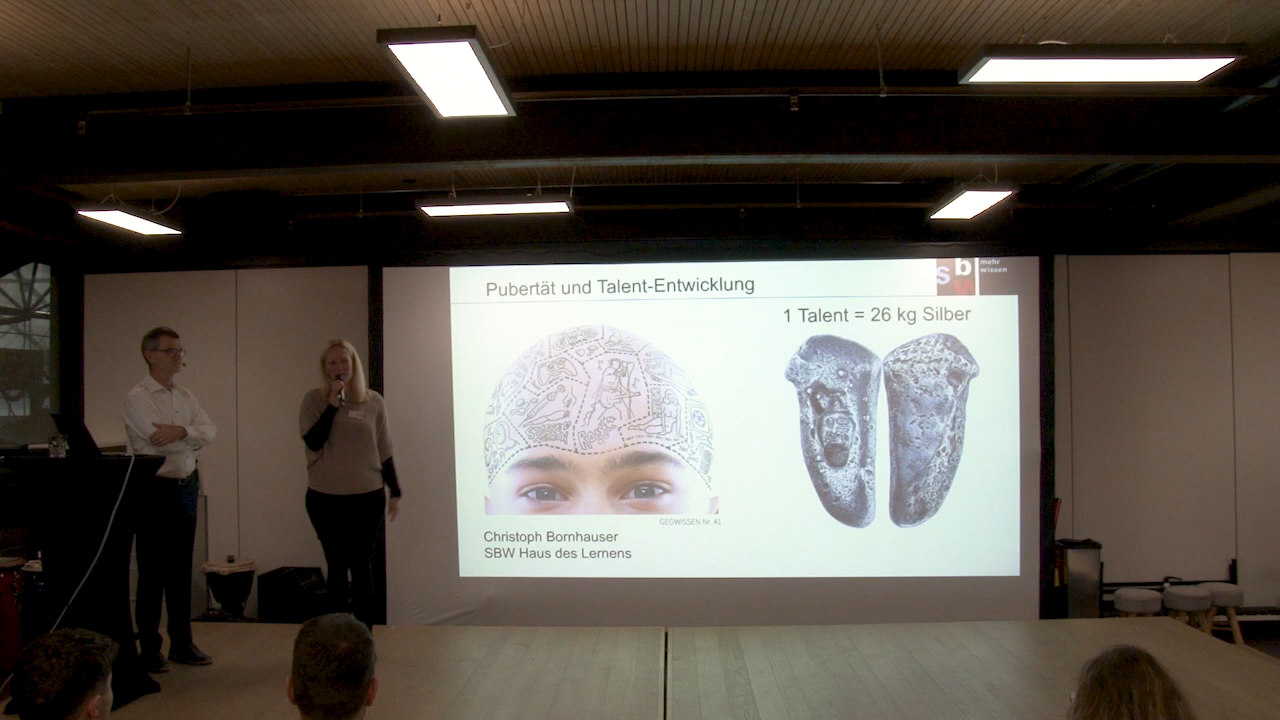 Pubertät und Talent-Entwicklung
sbw
mehr
wissen
1 Talent = 26 kg Silber
GEOWISSEN Nr. 41
Christoph Bornhauser
SBW Haus des Lernens